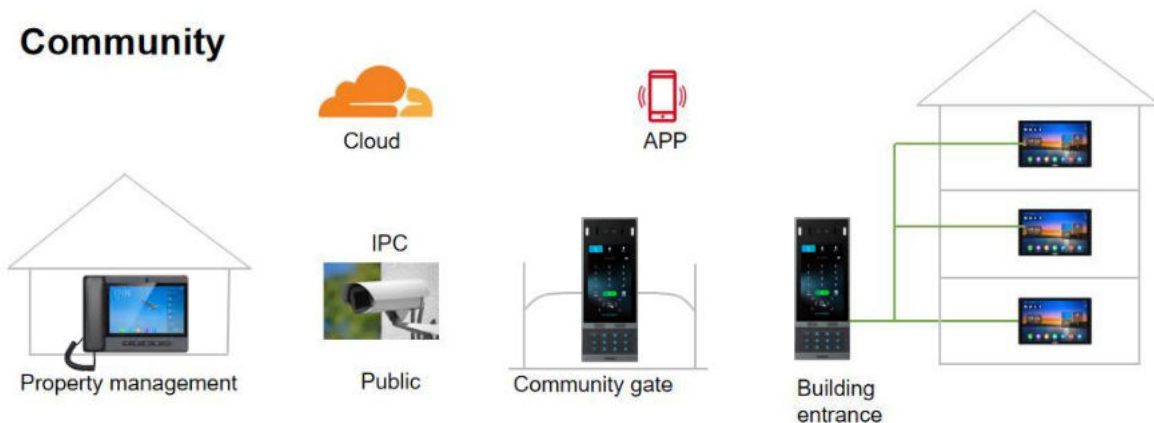 Community
Cloud
APP
IPC
Property management
Public
Community gate
Building
entrance